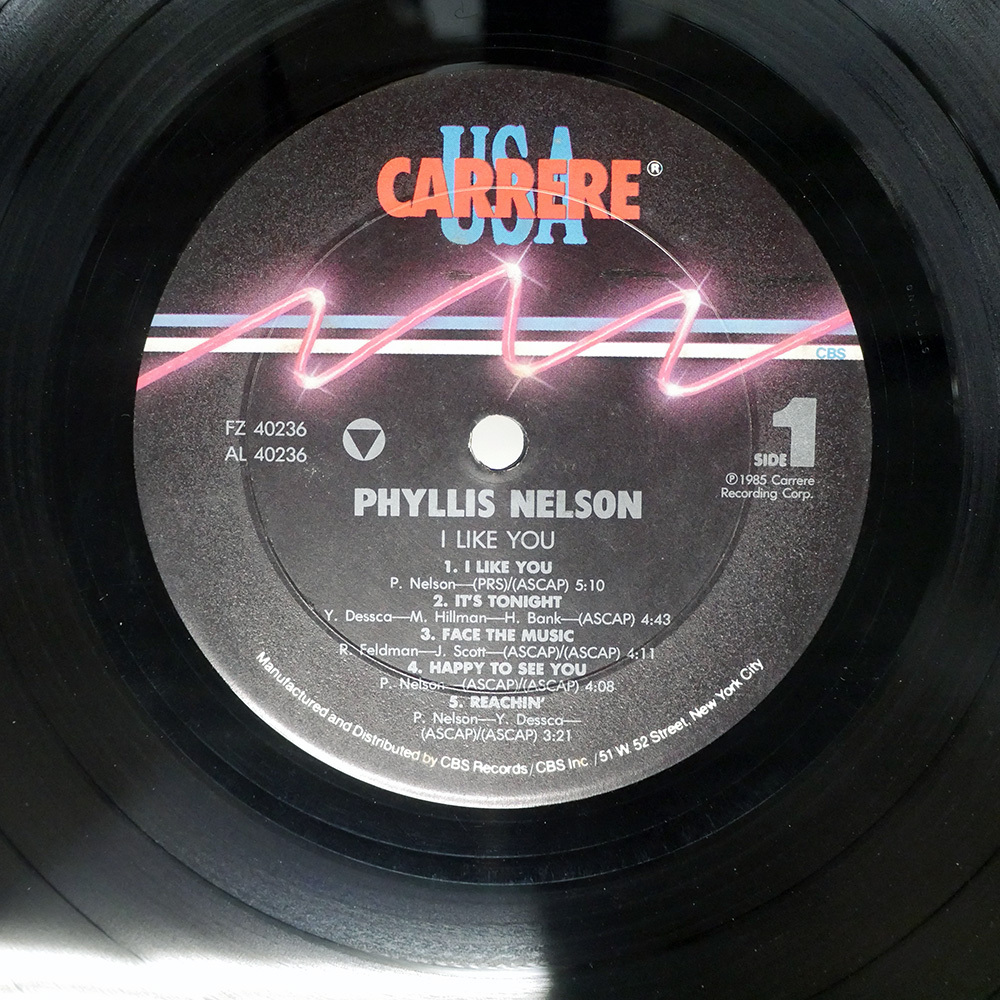 USA
CARRERE®
CBS
FZ 40236
AL 40236
SIDE 1
℗1985 Carrere
Recording Corp.
PHYLLIS NELSON
I LIKE YOU
1. I LIKE YOU
P. Nelson—(PRS)/(ASCAP) 5:10
2. IT'S TONIGHT
Y. Dessca—M. Hillman—H. Bank—(ASCAP) 4:43
3. FACE THE MUSIC
R. Feldman—J. Scott—(ASCAP)/(ASCAP) 4:11
4. HAPPY TO SEE YOU
P. Nelson—(ASCAP)/(ASCAP) 4:08
5. REACHIN'
P. Nelson—Y. Dessca—
(ASCAP)/(ASCAP) 3:21
Manufactured and Distributed by CBS Records/CBS Inc /51 W 52 Street, New York City